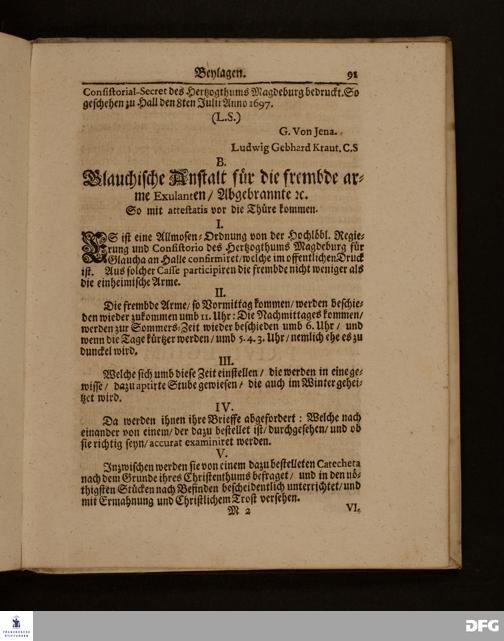 Beylagen. 91
Consistorial-Secret des Hertzogthums Magdeburg bedruckt. So
geschehen zu Hall den 8ten Julii Anno 1697.
(L.S.)
G. Von Jena.
Ludwig Gebhard Kraut. C.S
B.
Glauchische Anstalt für die frembde ar-
me Exulanten / Abgebrannte ꝛc.
So mit attestatis vor die Thüre kommen.
I.
ES ist eine Allmosen-Ordnung von der Hochlöbl. Regie-
rung und Consistorio des Hertzogthums Magdeburg für
Glaucha an Halle confirmiret/welche im offentlichen Druck
ist. Aus solcher Casse participiren die frembde nicht weniger als
die einheimische Arme.
II.
Die frembde Arme/ so Vormittag kommen/ werden beschie-
den wieder zukommen umb 11. Uhr: Die Nachmittages kommen/
werden zur Sommers-Zeit wieder beschieden umb 6. Uhr/ und
wenn die Tage kürtzer werden/ umb 5. 4. 3. Uhr/ nemlich ehe es zu
dunckel wird.
III.
Welche sich umb diese Zeit einstellen / die werden in eine ge-
wisse / dazu aptirte Stube gewiesen / die auch im Winter gehei-
tzet wird.
IV.
Da werden ihnen ihre Brieffe abgefordert: Welche nach
einander von einem/ der dazu bestellet ist/ durchgesehen/ und ob
sie richtig seyn/ accurat examiniret werden.
V.
Inzwischen werden sie von einem dazu bestelleten Catecheta
nach dem Grunde ihres Christenthums befraget / und in den nö-
thigsten Stücken nach Befinden bescheidentlich unterrichtet/und
mit Ermahnung und Christlichem Trost versehen.
M 2 VI.
FRANCKESCHE
STIFTUNGEN
DFG